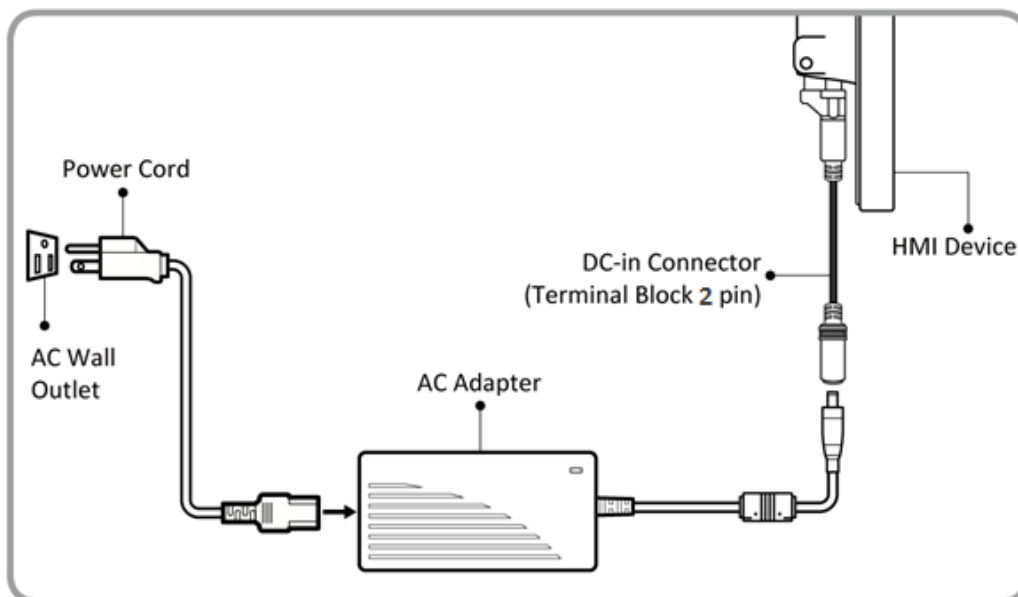 Power Cord
HMI Device
DC-in Connector
(Terminal Block 2 pin)
AC Wall
Outlet
AC Adapter